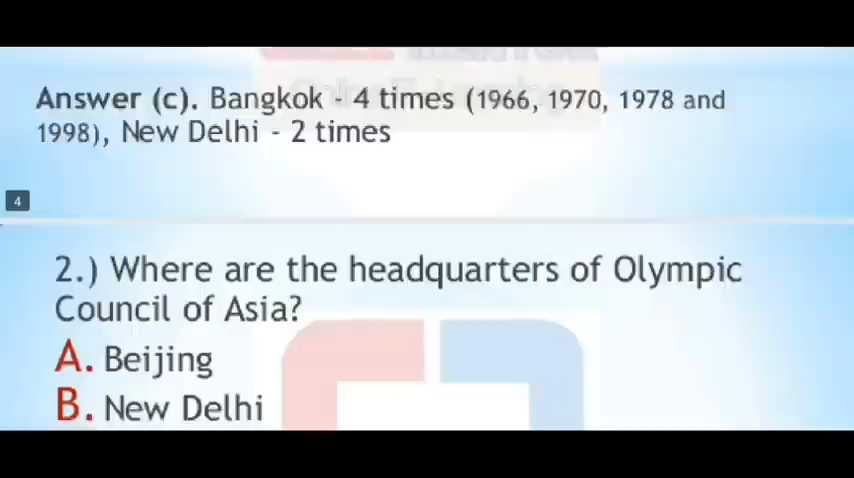 Answer (c). Bangkok - 4 times (1966, 1970, 1978 and
1998), New Delhi - 2 times
4
2.) Where are the headquarters of Olympic
Council of Asia?
A. Beijing
B. New Delhi